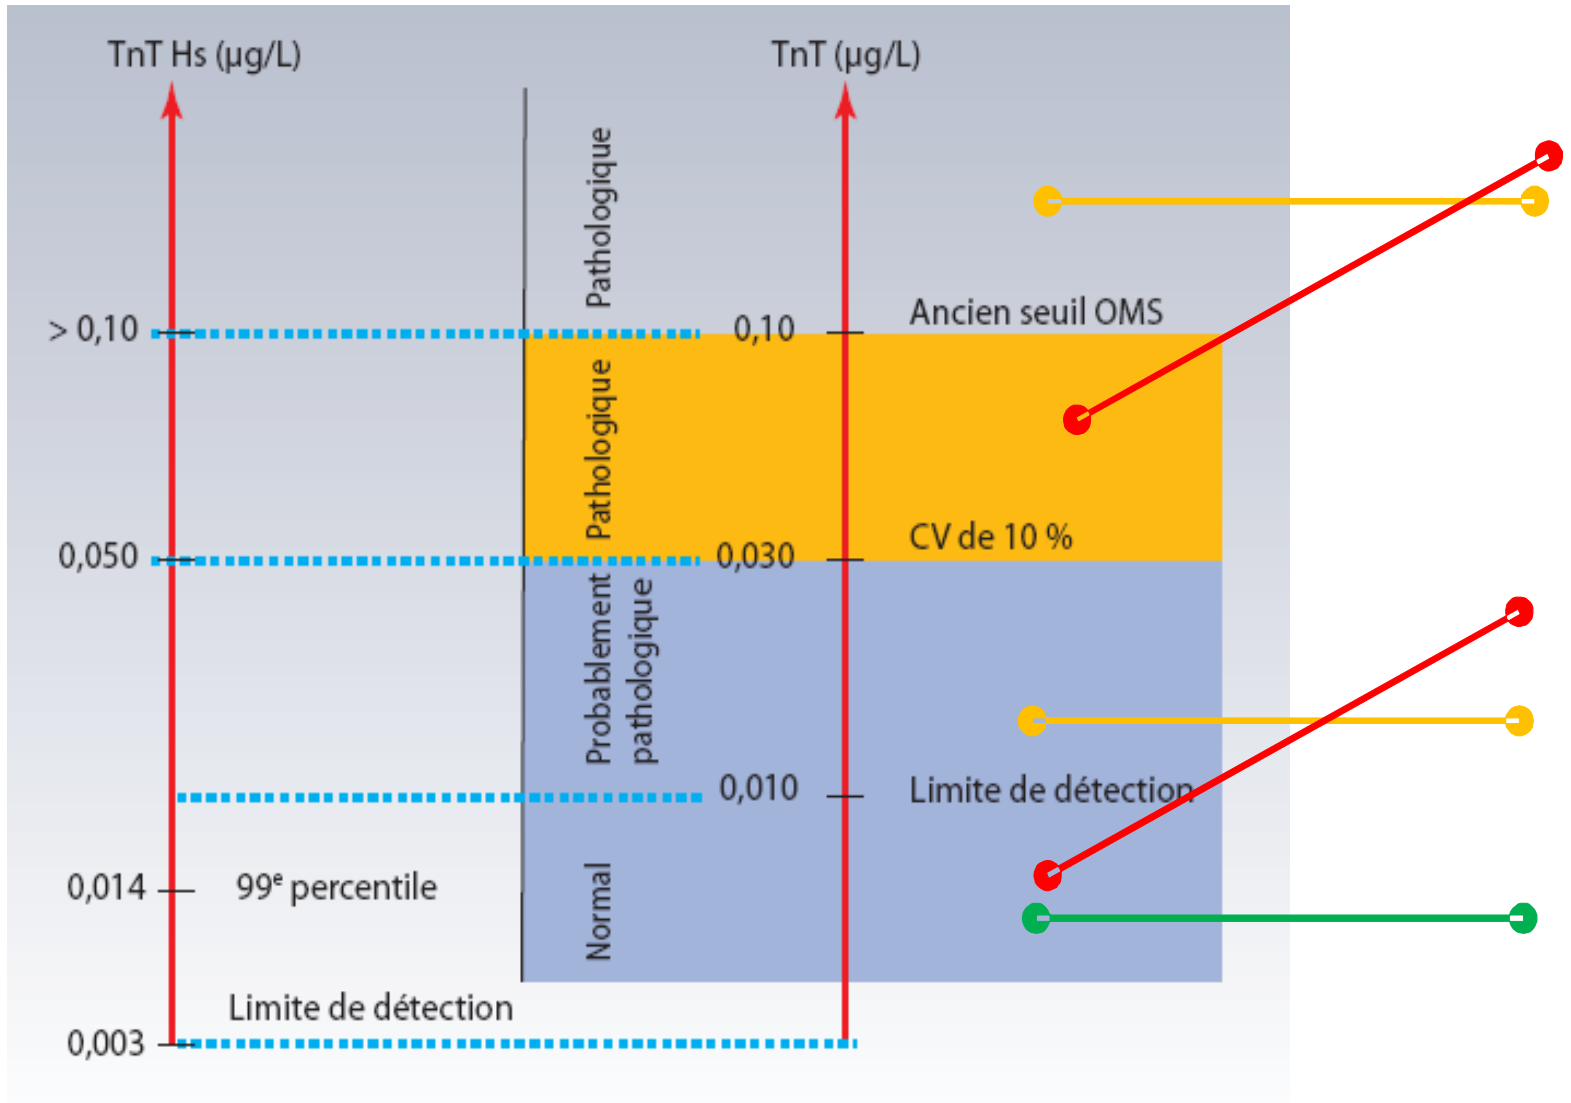 TnT Hs (µg/L)
TnT (µg/L)
Pathologique
> 0,10
0,10
Ancien seuil OMS
Pathologique
0,050
0,030
CV de 10 %
Probablement
pathologique
0,010
Limite de détection
0,014
99e percentile
Normal
Limite de détection
0,003